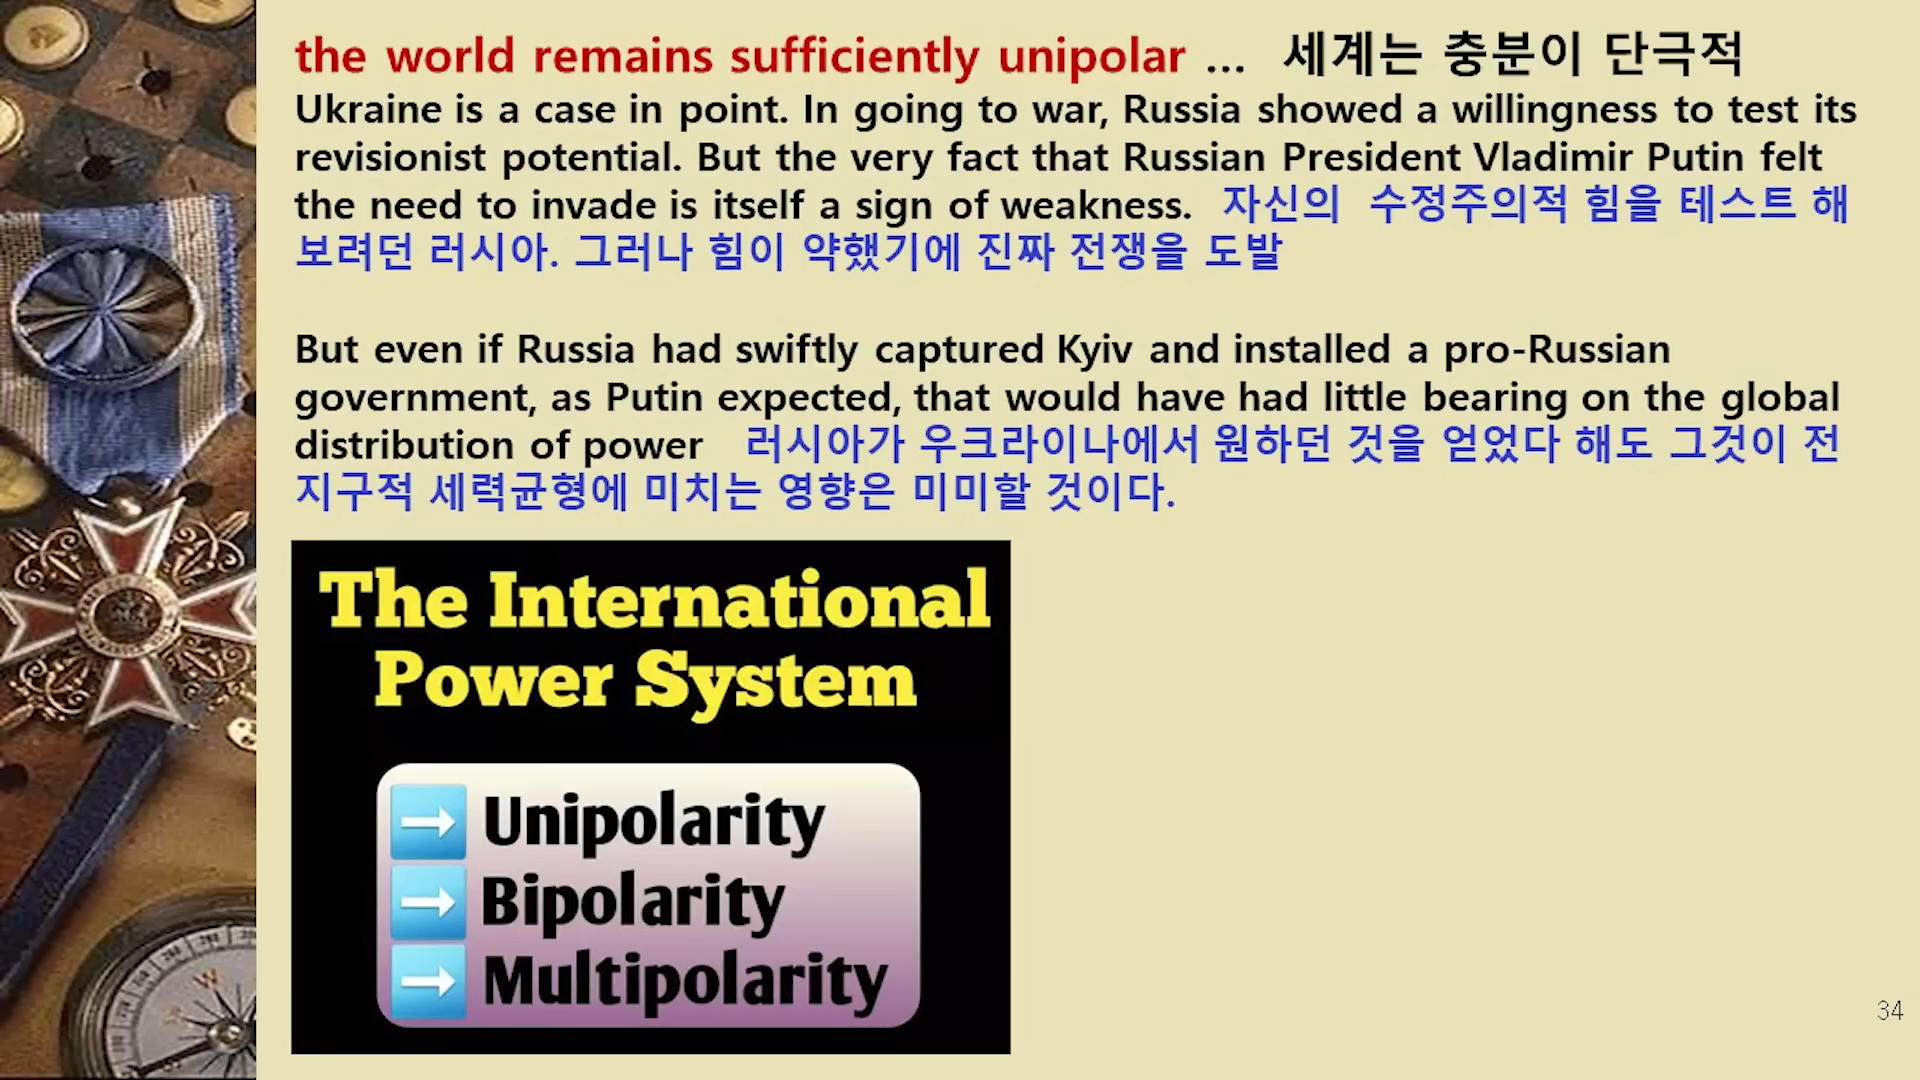 the world remains sufficiently unipolar ... 세계는 충분이 단극적
Ukraine is a case in point. In going to war, Russia showed a willingness to test its
revisionist potential. But the very fact that Russian President Vladimir Putin felt
the need to invade is itself a sign of weakness. 자신의 수정주의적 힘을 테스트 해
보려던 러시아. 그러나 힘이 약했기에 진짜 전쟁을 도발
But even if Russia had swiftly captured Kyiv and installed a pro-Russian
government, as Putin expected, that would have had little bearing on the global
distribution of power 러시아가 우크라이나에서 원하던 것을 얻었다 해도 그것이 전
지구적 세력균형에 미치는 영향은 미미할 것이다.
The International
Power System
Unipolarity
Bipolarity
Multipolarity
34